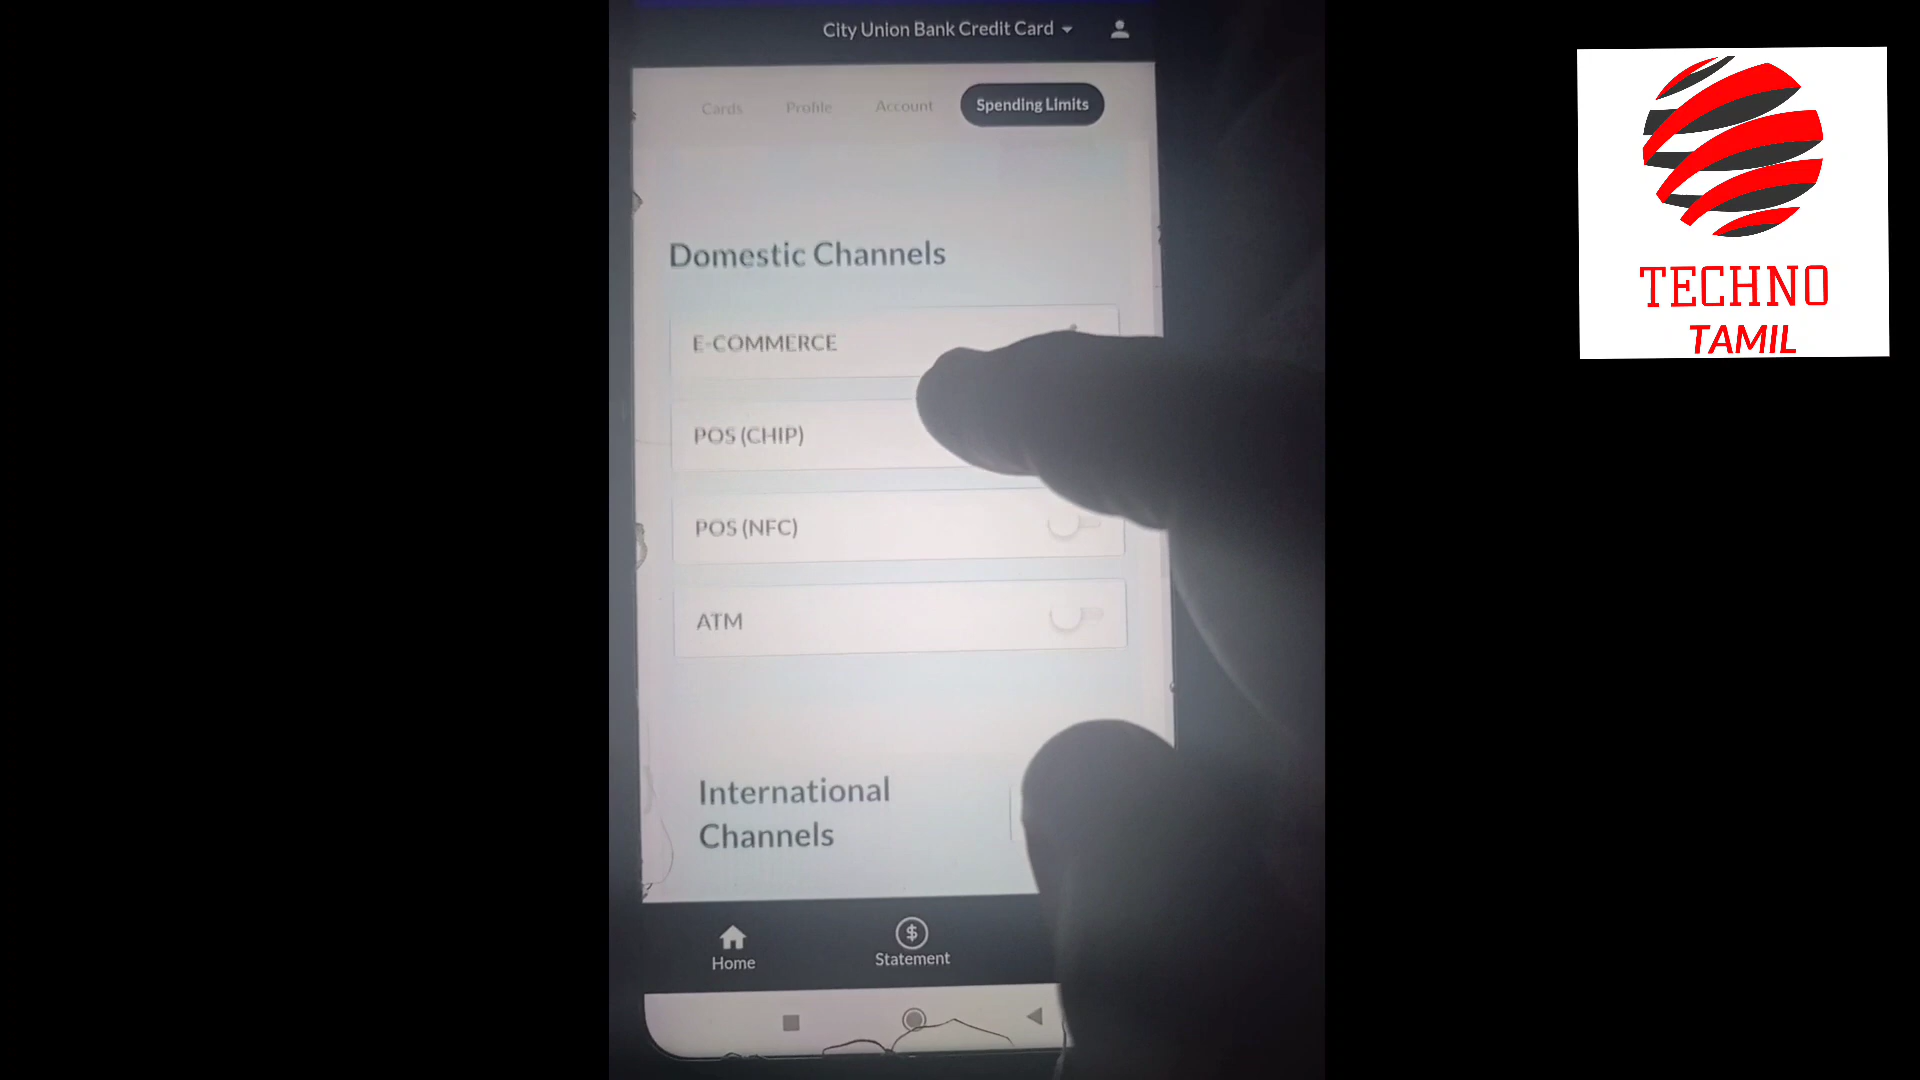 City Union Bank Credit Card
Cards Profile Account Spending Limits
Domestic Channels
E-COMMERCE
POS (CHIP)
POS (NFC)
ATM
International
Channels
Home
Statement
TECHNO
TAMIL